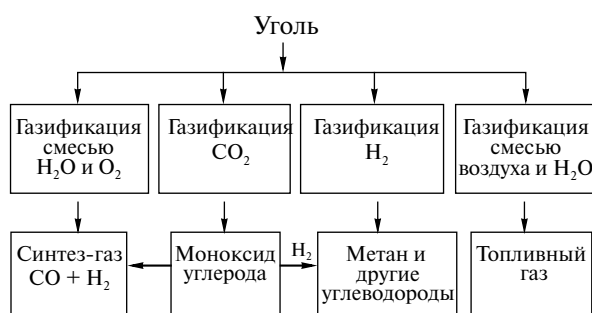 Уголь
Газификация
смесью
H₂O и O₂
Газификация
CO₂
Газификация
H₂
Газификация
смесью
воздуха и H₂O
Синтез-газ
CO + H₂
Моноксид
углерода
H₂
Метан и
другие
углеводороды
Топливный
газ